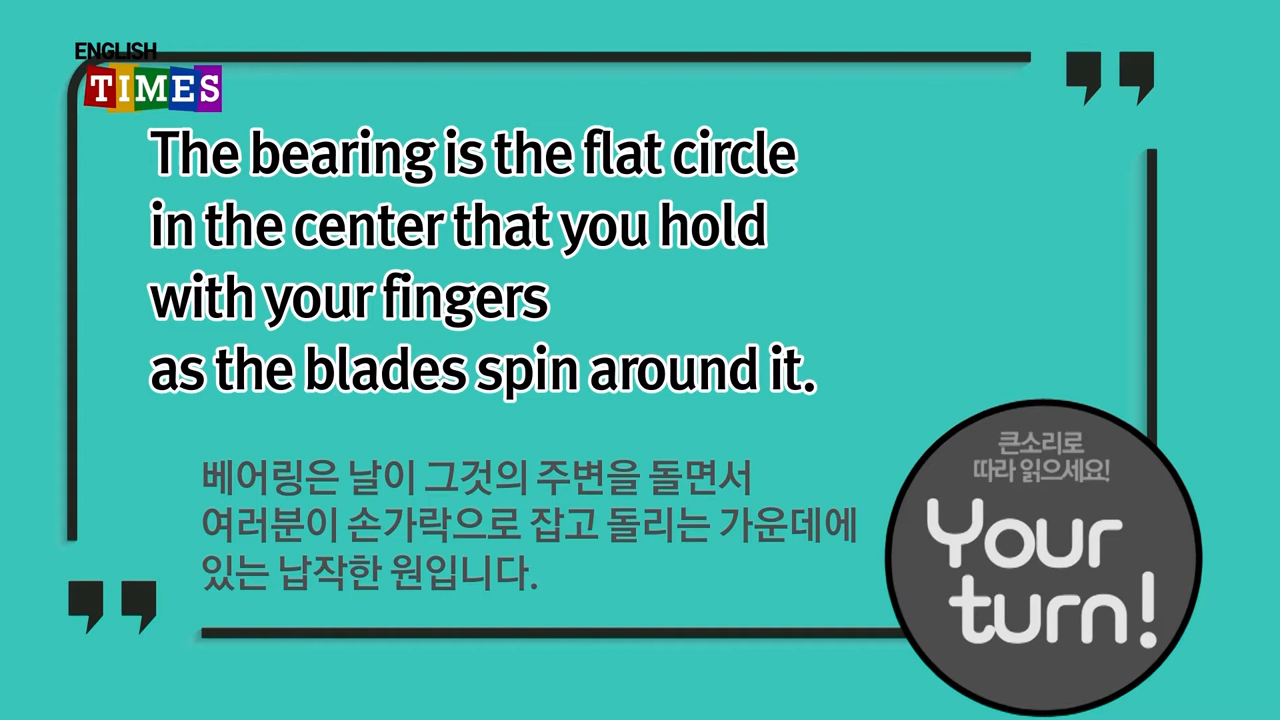 ENGLISH
TIMES
The bearing is the flat circle
in the center that you hold
with your fingers
as the blades spin around it.
베어링은 날이 그것의 주변을 돌면서
여러분이 손가락으로 잡고 돌리는 가운데에
있는 납작한 원입니다.
큰소리로
따라 읽으세요!
Your
turn!